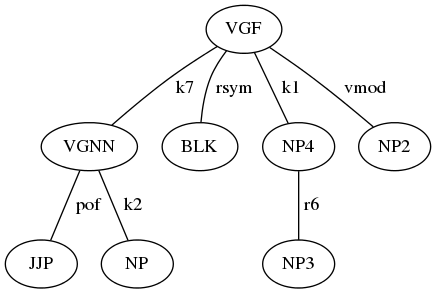 VGF
k7 rsym k1 vmod
VGNN BLK NP4 NP2
pof k2 r6
JJP NP NP3